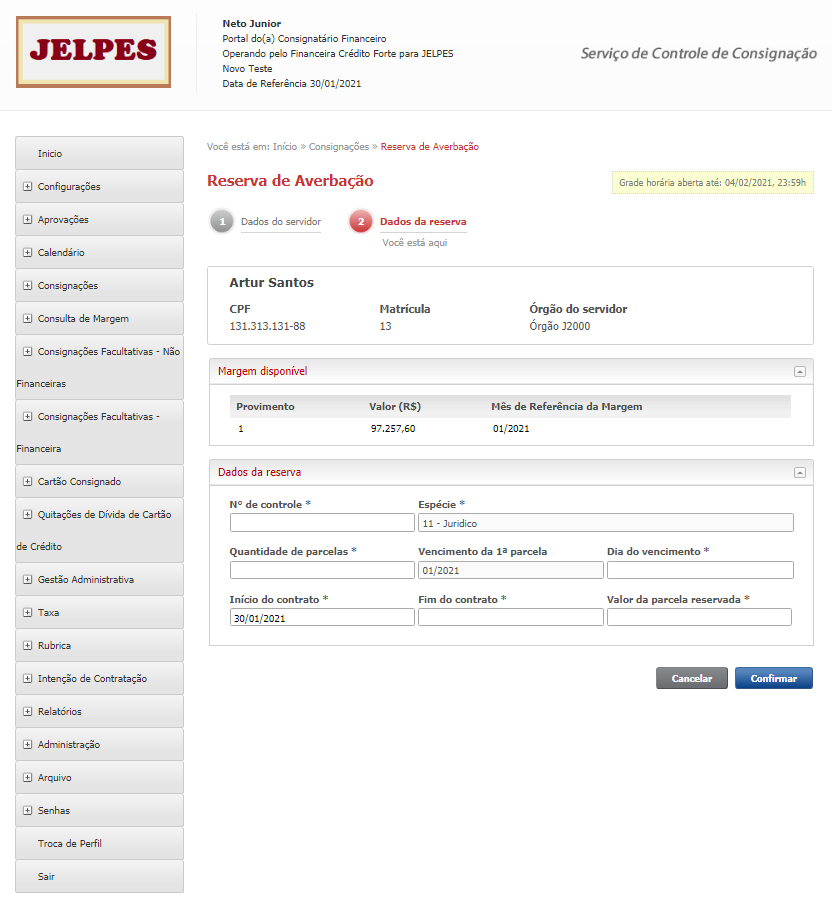 JELPES
Neto Junior
Portal do(a) Consignatário Financeiro
Operando pelo Financeira Crédito Forte para JELPES
Novo Teste
Data de Referência 30/01/2021
Serviço de Controle de Consignação
Inicio
Configurações
Aprovações
Calendário
Consignações
Consulta de Margem
Consignações Facultativas - Não
Financeiras
Consignações Facultativas -
Financeira
Cartão Consignado
Quitações de Dívida de Cartão
de Crédito
Gestão Administrativa
Taxa
Rubrica
Intenção de Contratação
Relatórios
Administração
Arquivo
Senhas
Troca de Perfil
Sair
Você está em: Início » Consignações » Reserva de Averbação
Reserva de Averbação
Grade horária aberta até: 04/02/2021, 23:59h
1 Dados do servidor
2 Dados da reserva
Você está aqui
Artur Santos
CPF Matrícula Órgão do servidor
131.313.131-88 13 Órgão J2000
Margem disponível
Provimento Valor (R$) Mês de Referência da Margem
1 97.257,60 01/2021
Dados da reserva
Nº de controle * Espécie *
11 - Juridico
Quantidade de parcelas * Vencimento da 1ª parcela Dia do vencimento *
01/2021
Início do contrato * Fim do contrato * Valor da parcela reservada *
30/01/2021
Cancelar Confirmar